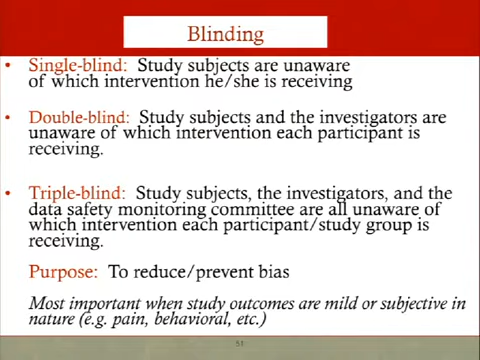 Blinding
• Single-blind: Study subjects are unaware
of which intervention he/she is receiving
• Double-blind: Study subjects and the investigators are
unaware of which intervention each participant is
receiving.
• Triple-blind: Study subjects, the investigators, and the
data safety monitoring committee are all unaware of
which intervention each participant/study group is
receiving.
Purpose: To reduce/prevent bias
Most important when study outcomes are mild or subjective in
nature (e.g. pain, behavioral, etc.)
51